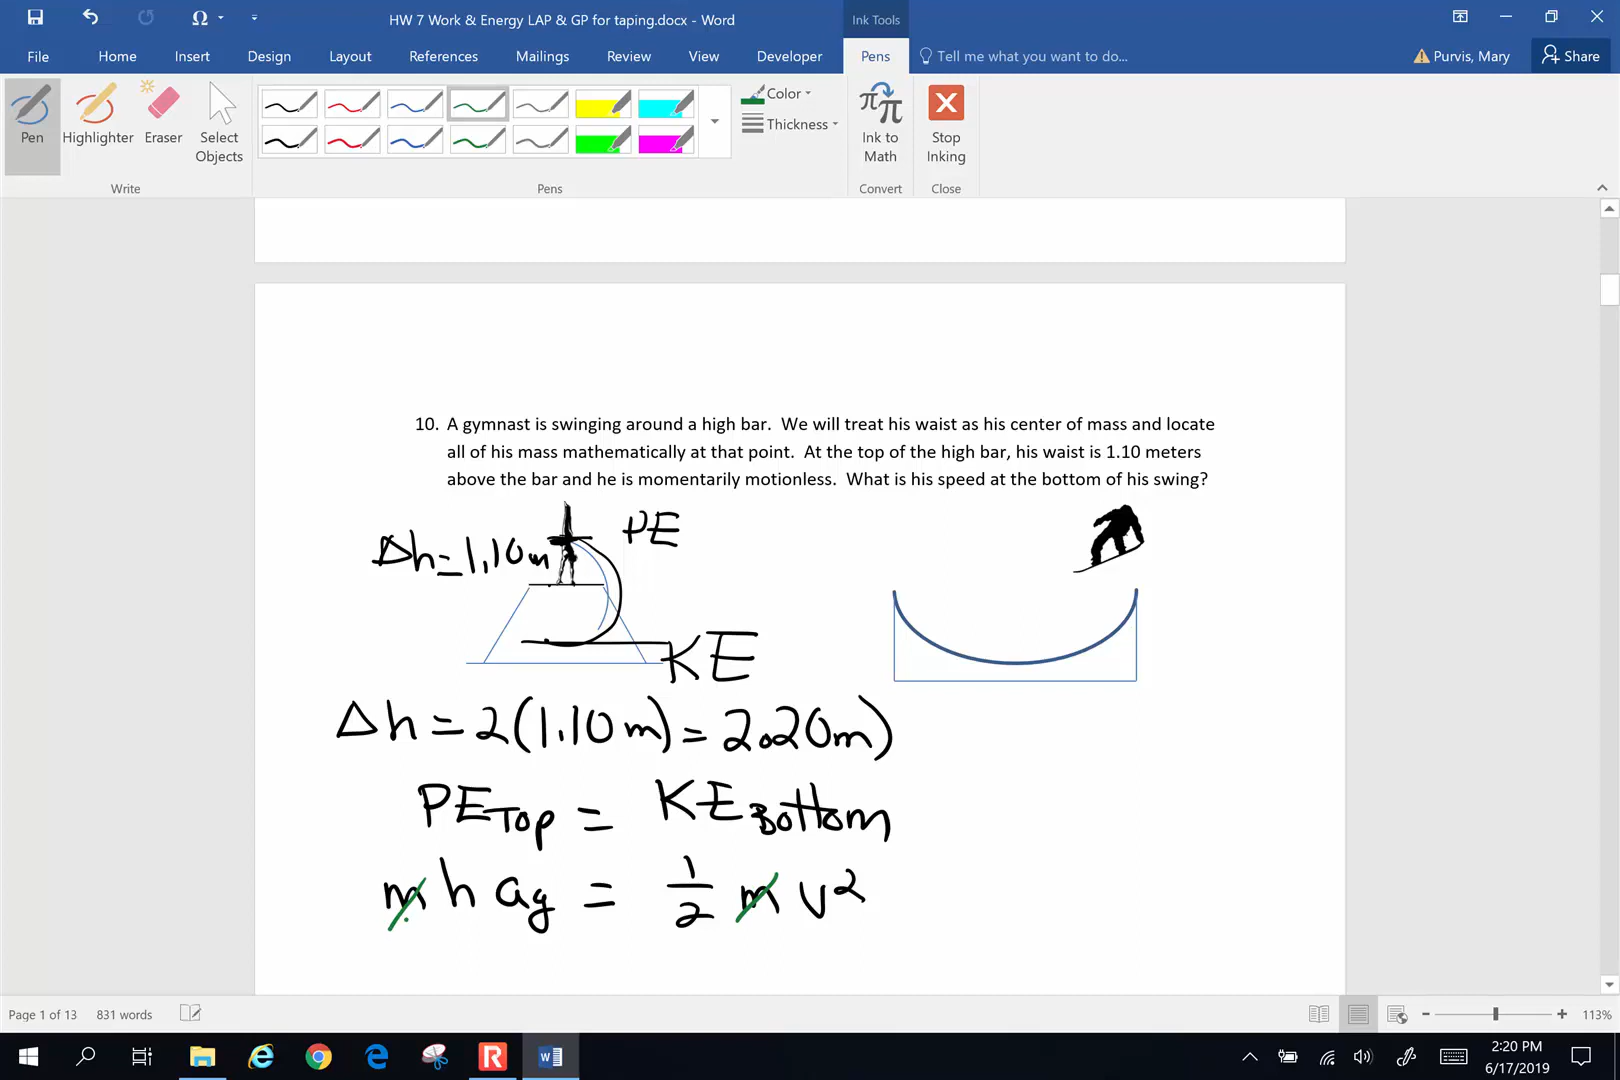 HW 7 Work & Energy LAP & GP for taping.docx - Word
Ink Tools
File Home Insert Design Layout References Mailings Review View Developer Pens Tell me what you want to do... Purvis, Mary Share
Pen Highlighter Eraser Select Objects
Color
Thickness
Ink to Math
Stop Inking
Write Pens Convert Close
10. A gymnast is swinging around a high bar. We will treat his waist as his center of mass and locate
all of his mass mathematically at that point. At the top of the high bar, his waist is 1.10 meters
above the bar and he is momentarily motionless. What is his speed at the bottom of his swing?
PE
Δh=1.10m
KE
Δh = 2(1.10m) = 2.20m)
PE Top = KE Bottom
m h ag = 1/2 m v²
Page 1 of 13 831 words 113%
2:20 PM
6/17/2019